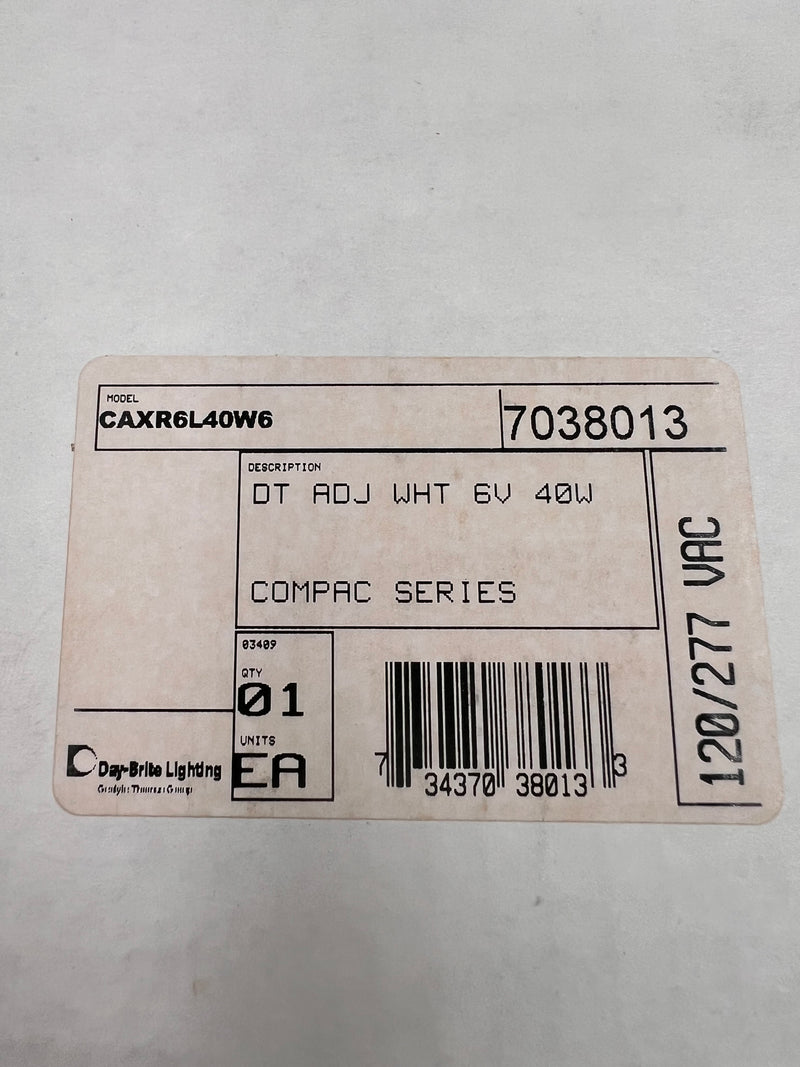 MODEL
CAXR6L40W6
7038013
DESCRIPTION
DT ADJ WHT 6V 40W
COMPAC SERIES
120/277 VAC
03409
QTY
01
UNITS
EA
Day-Brite Lighting
7 34370 38013 3